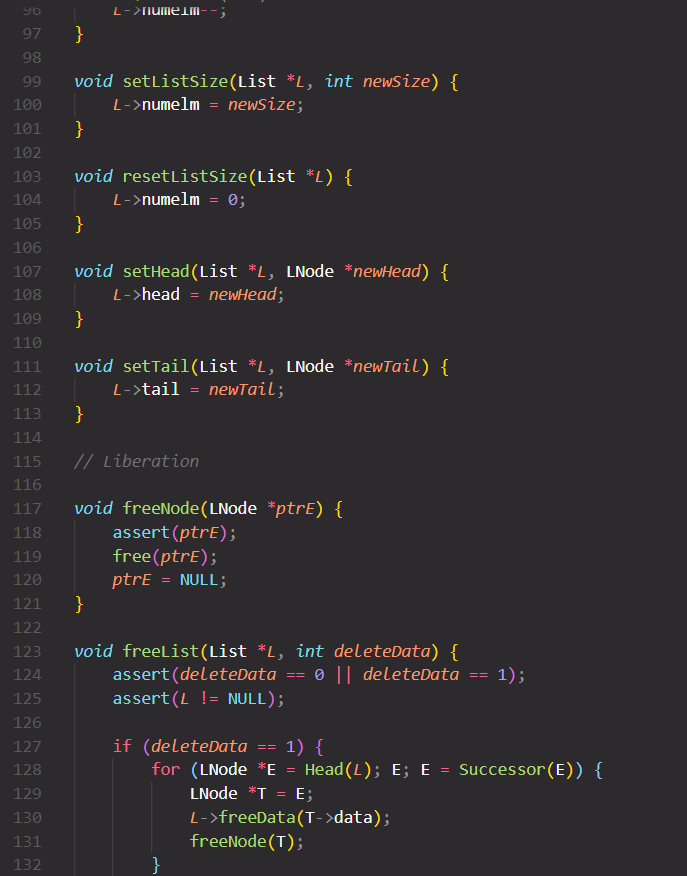 96 L->numelm--;
97 }
98
99 void setListSize(List *L, int newSize) {
100 L->numelm = newSize;
101 }
102
103 void resetListSize(List *L) {
104 L->numelm = 0;
105 }
106
107 void setHead(List *L, LNode *newHead) {
108 L->head = newHead;
109 }
110
111 void setTail(List *L, LNode *newTail) {
112 L->tail = newTail;
113 }
114
115 // Liberation
116
117 void freeNode(LNode *ptrE) {
118 assert(ptrE);
119 free(ptrE);
120 ptrE = NULL;
121 }
122
123 void freeList(List *L, int deleteData) {
124 assert(deleteData == 0 || deleteData == 1);
125 assert(L != NULL);
126
127 if (deleteData == 1) {
128 for (LNode *E = Head(L); E; E = Successor(E)) {
129 LNode *T = E;
130 L->freeData(T->data);
131 freeNode(T);
132 }